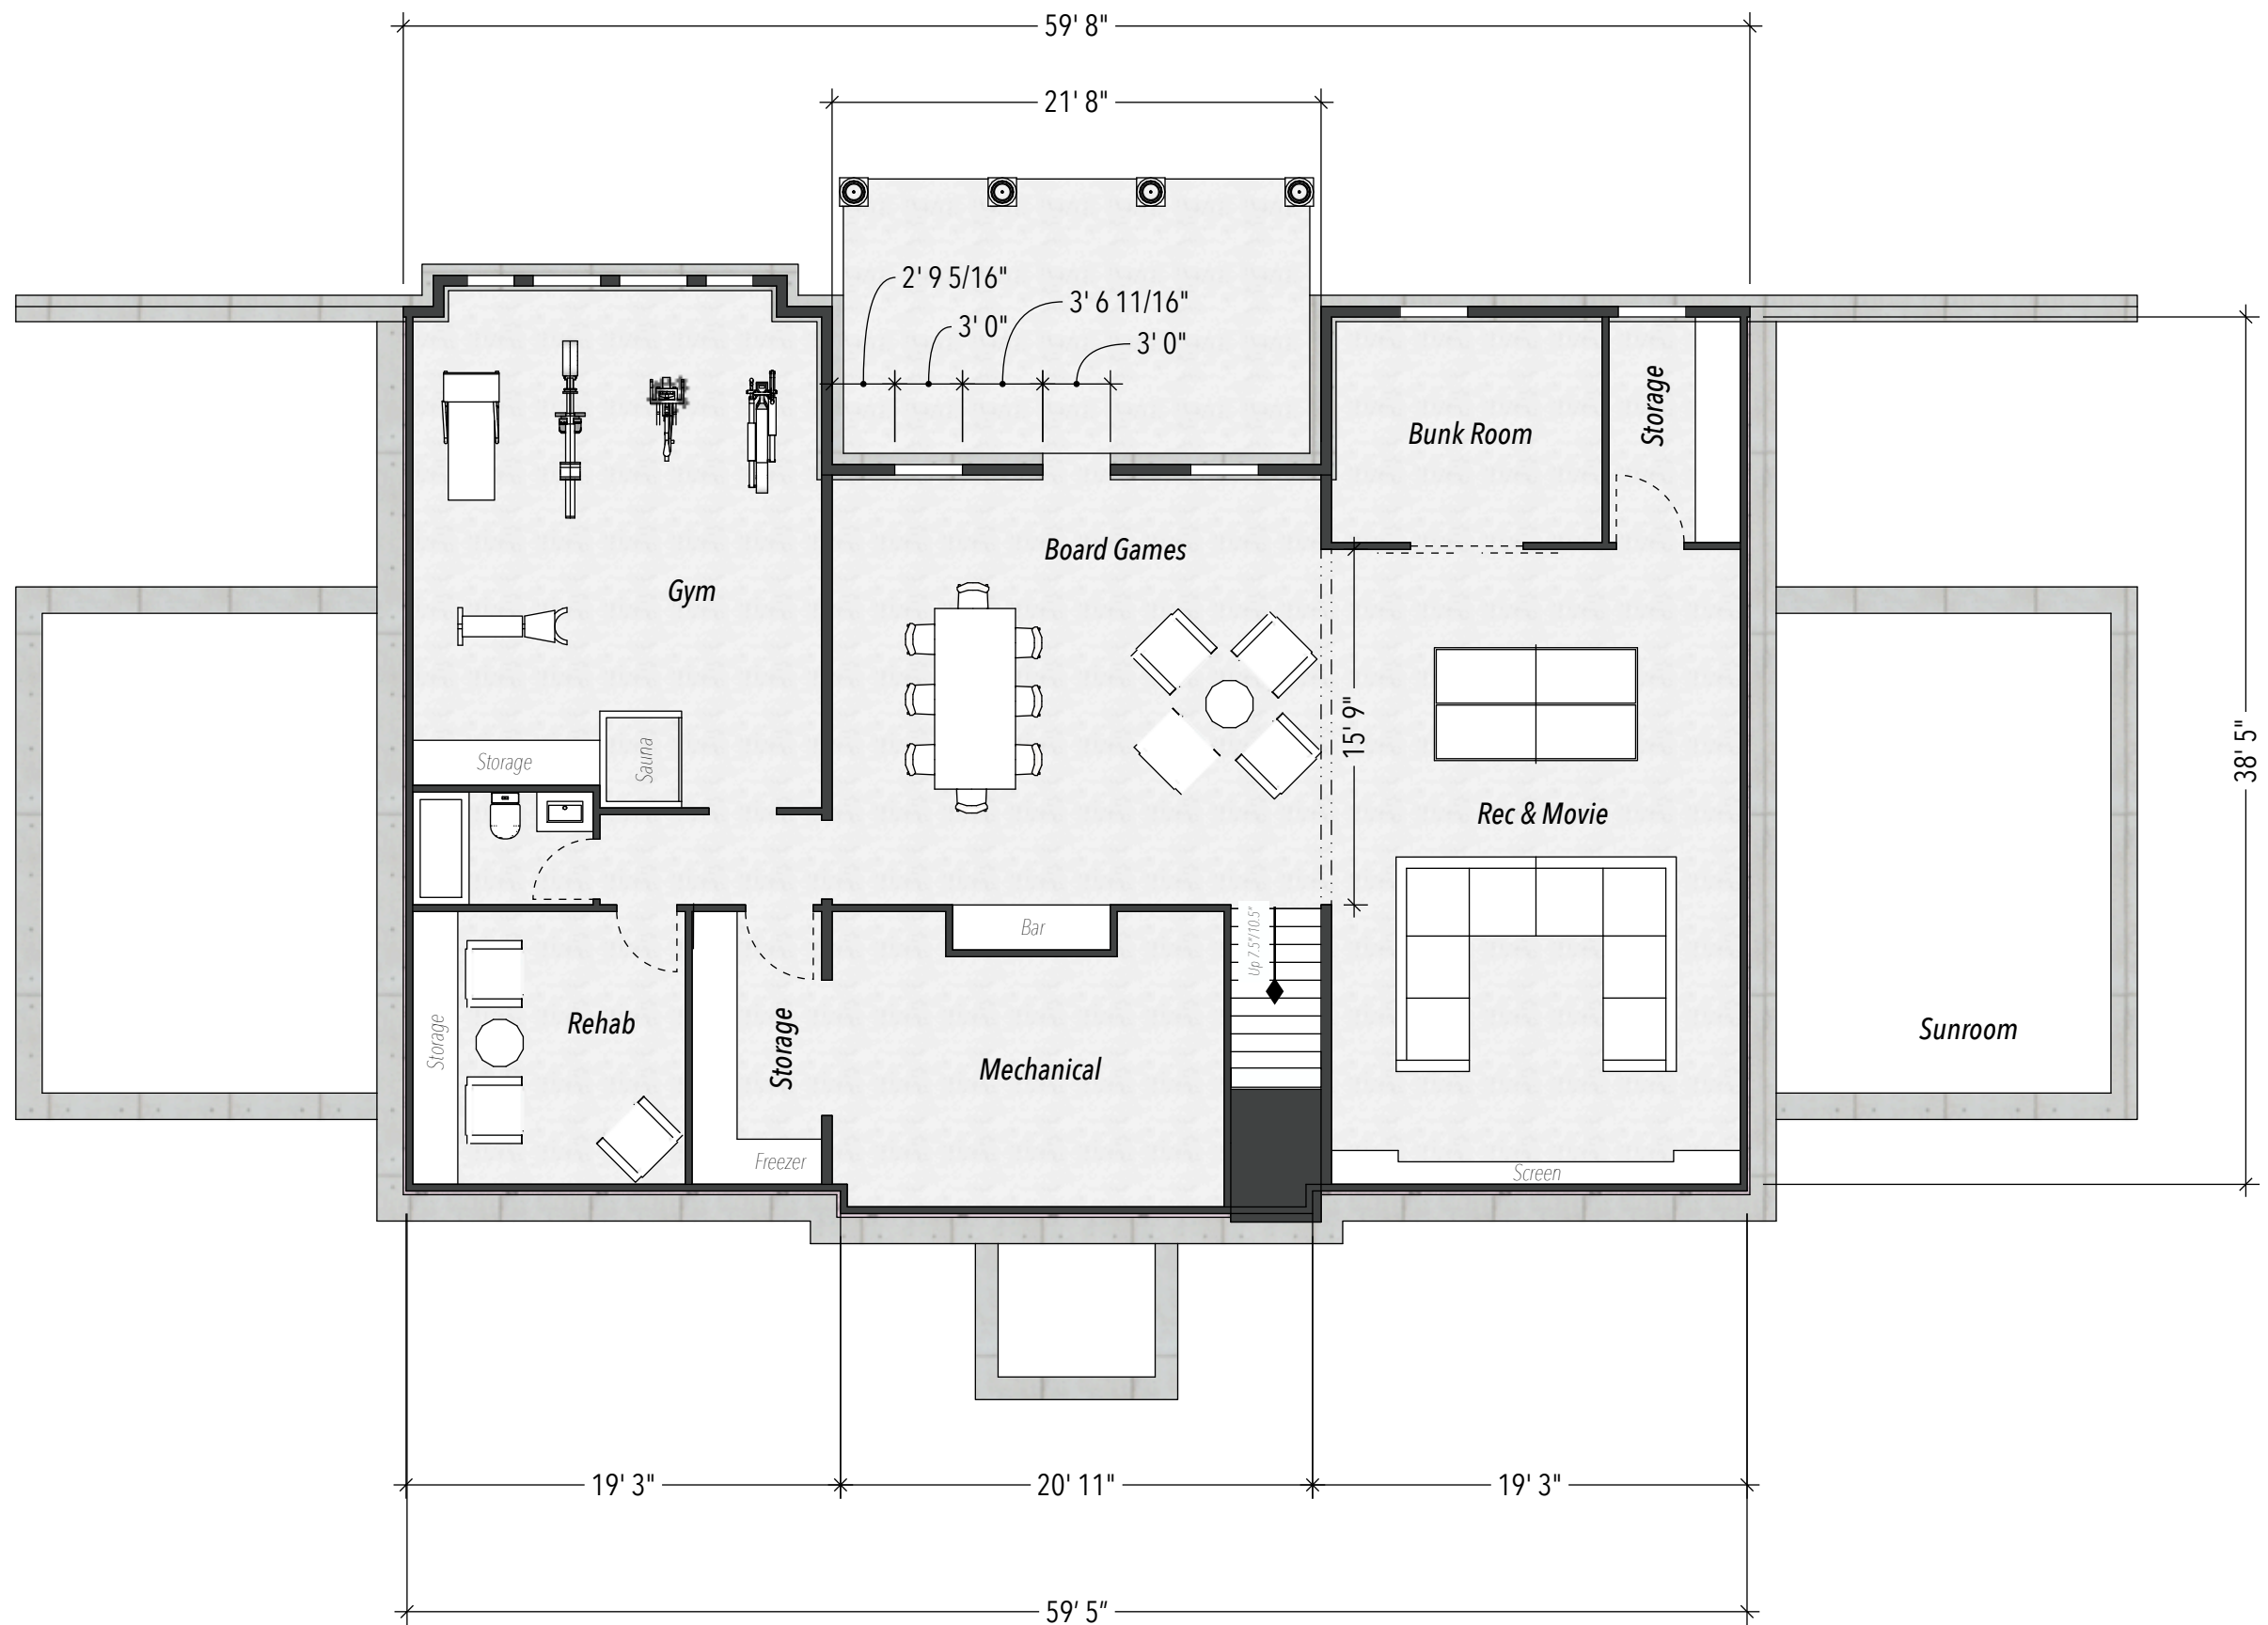 59' 8"
21' 8"
2' 9 5/16"
3' 6 11/16"
3' 0"
3' 0"
Bunk Room
Storage
Board Games
Gym
15' 9"
38' 5"
Storage
Sauna
Rec & Movie
Bar
Up 7.5"/10.5"
Rehab
Storage
Storage
Mechanical
Sunroom
Freezer
Screen
19' 3"
20' 11"
19' 3"
59' 5"